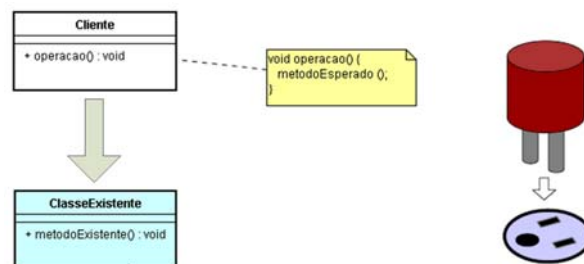 Cliente
+ operacao() : void
void operacao() {
metodoEsperado ();
}
ClasseExistente
+ metodoExistente() : void